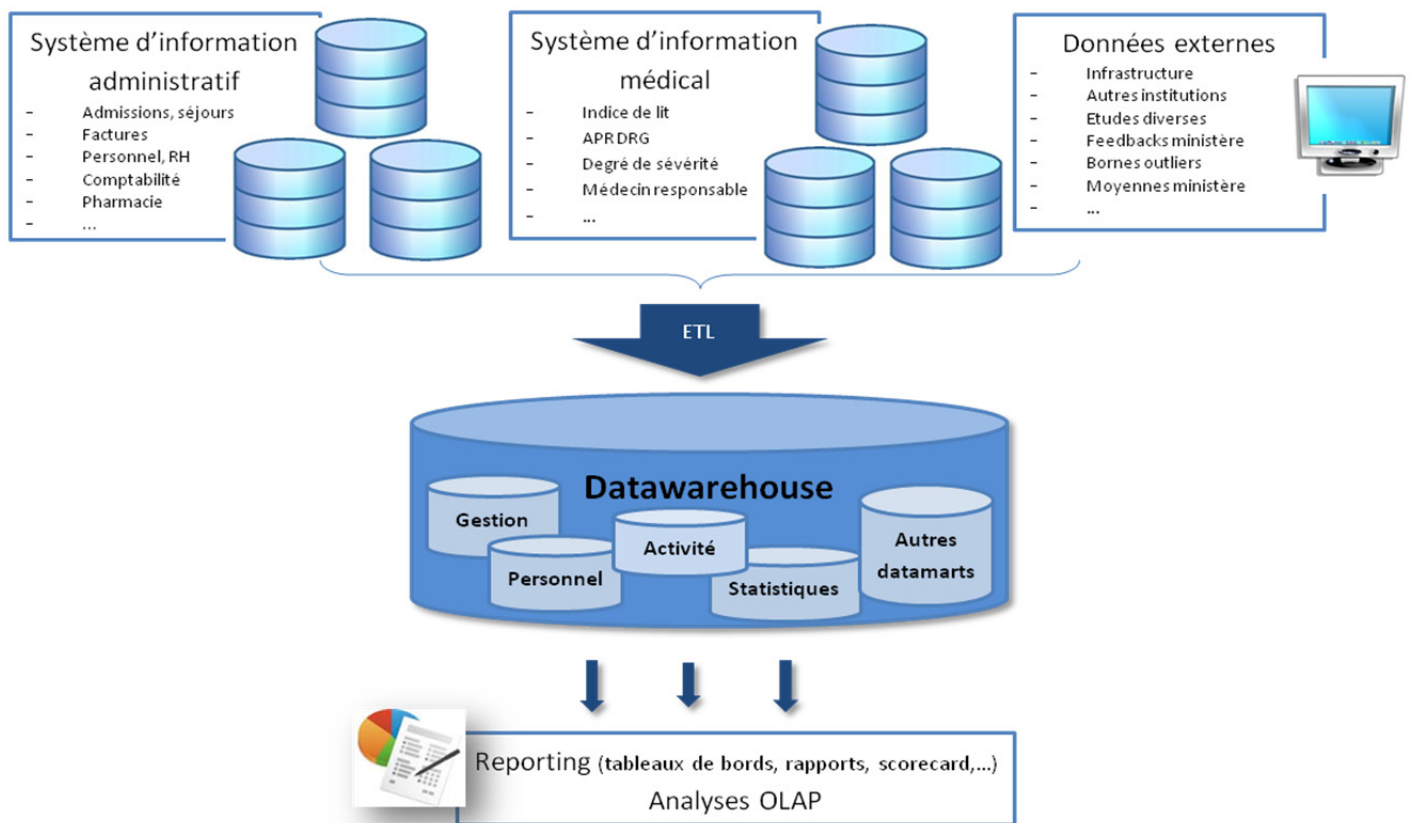 Système d’information
administratif
- Admissions, séjours
- Factures
- Personnel, RH
- Comptabilité
- Pharmacie
- ...
Système d’information
médical
- Indice de lit
- APR DRG
- Degré de sévérité
- Médecin responsable
- ...
Données externes
- Infrastructure
- Autres institutions
- Etudes diverses
- Feedbacks ministère
- Bornes outliers
- Moyennes ministère
- ...
ETL
Datawarehouse
Gestion
Personnel
Activité
Statistiques
Autres
datamarts
Reporting (tableaux de bords, rapports, scorecard,...)
Analyses OLAP